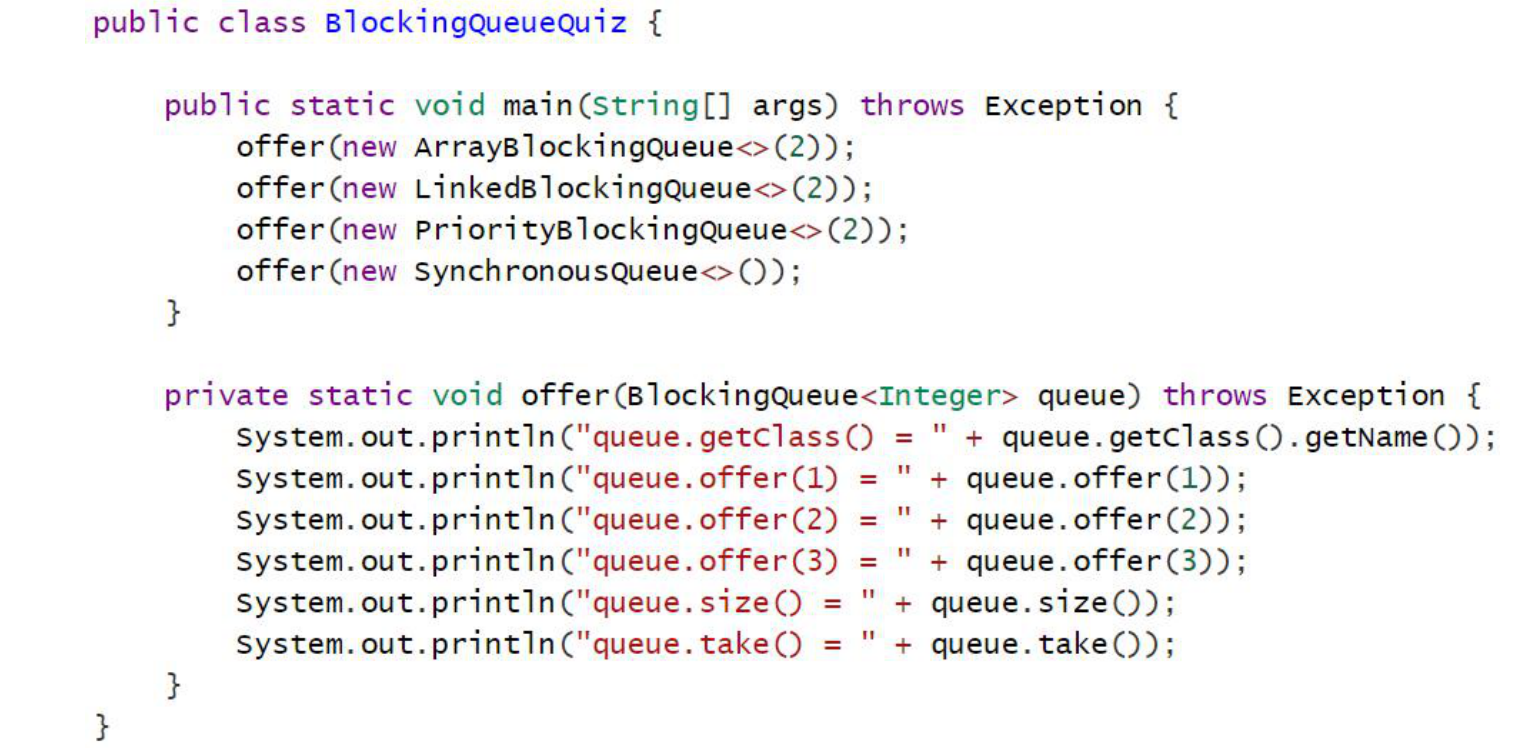 public class BlockingQueueQuiz {
    public static void main(String[] args) throws Exception {
        offer(new ArrayBlockingQueue<>(2));
        offer(new LinkedBlockingQueue<>(2));
        offer(new PriorityBlockingQueue<>(2));
        offer(new SynchronousQueue<>());
    }
    private static void offer(BlockingQueue<Integer> queue) throws Exception {
        System.out.println("queue.getClass() = " + queue.getClass().getName());
        System.out.println("queue.offer(1) = " + queue.offer(1));
        System.out.println("queue.offer(2) = " + queue.offer(2));
        System.out.println("queue.offer(3) = " + queue.offer(3));
        System.out.println("queue.size() = " + queue.size());
        System.out.println("queue.take() = " + queue.take());
    }
}